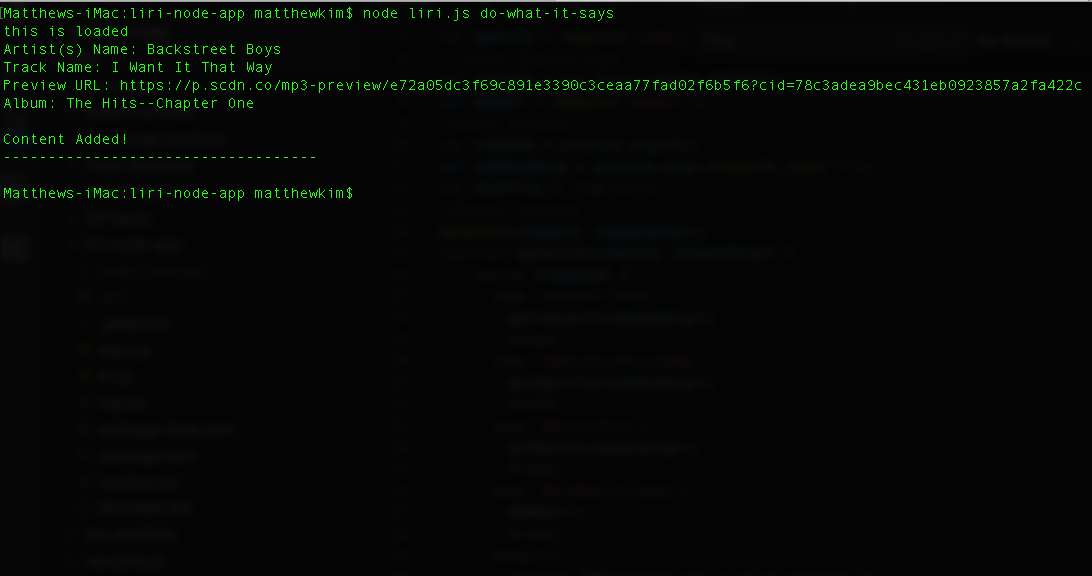 [Matthews-iMac:liri-node-app matthewkim$ node liri.js do-what-it-says
this is loaded
Artist(s) Name: Backstreet Boys
Track Name: I Want It That Way
Preview URL: https://p.scdn.co/mp3-preview/e72a05dc3f69c891e3390c3ceaa77fad02f6b5f6?cid=78c3adea9bec431eb0923857a2fa422c
Album: The Hits--Chapter One
Content Added!
-----------------------------------
Matthews-iMac:liri-node-app matthewkim$